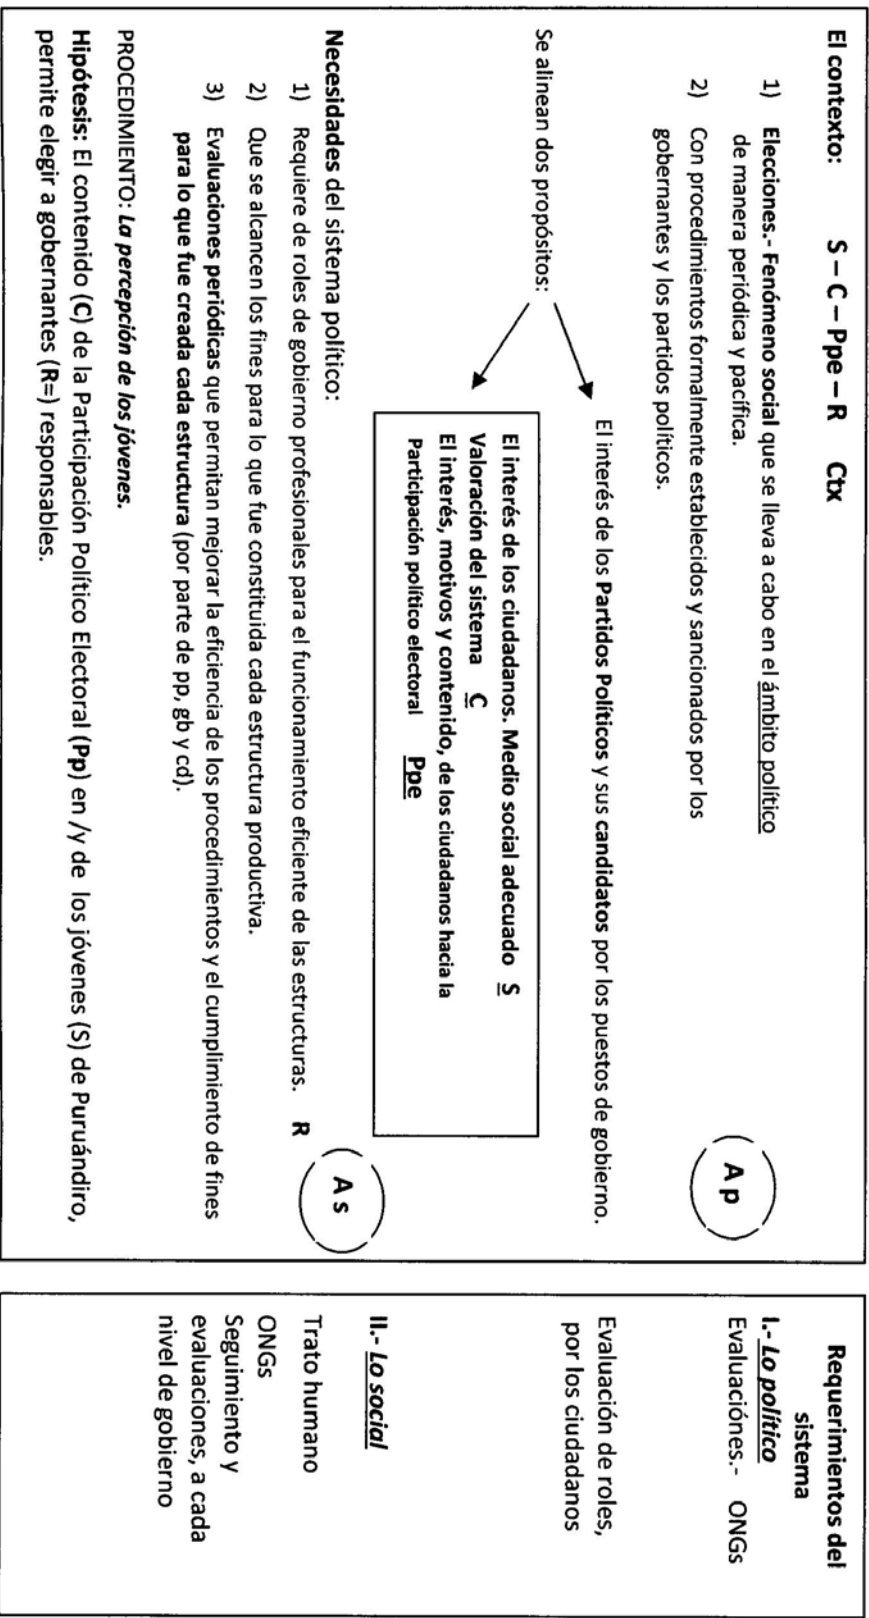 El contexto: S – C – Ppe – R Ctx
1) Elecciones.- Fenómeno social que se lleva a cabo en el ámbito político
de manera periódica y pacífica.
2) Con procedimientos formalmente establecidos y sancionados por los
gobernantes y los partidos políticos.
A p
El interés de los Partidos Políticos y sus candidatos por los puestos de gobierno.
Se alinean dos propósitos:
El interés de los ciudadanos. Medio social adecuado S
Valoración del sistema C
El interés, motivos y contenido, de los ciudadanos hacia la
Participación político electoral Ppe
A s
Necesidades del sistema político:
1) Requiere de roles de gobierno profesionales para el funcionamiento eficiente de las estructuras. R
2) Que se alcancen los fines para lo que fue constituida cada estructura productiva.
3) Evaluaciones periódicas que permitan mejorar la eficiencia de los procedimientos y el cumplimiento de fines
para lo que fue creada cada estructura (por parte de pp, gb y cd).
PROCEDIMIENTO: La percepción de los jóvenes.
Hipótesis: El contenido (C) de la Participación Político Electoral (Pp) en /y de los jóvenes (S) de Puruándiro,
permite elegir a gobernantes (R=) responsables.
Requerimientos del
sistema
I.- Lo político
Evaluaciónes.- ONGs
Evaluación de roles,
por los ciudadanos
II.- Lo social
Trato humano
ONGs
Seguimiento y
evaluaciones, a cada
nivel de gobierno